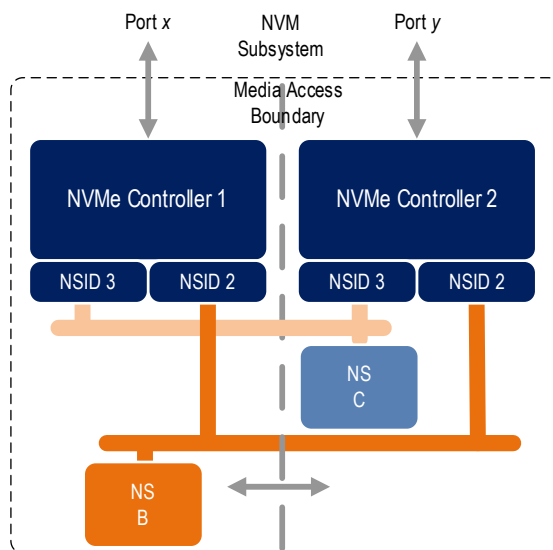 Port x
NVM
Subsystem
Port y
Media Access
Boundary
NVMe Controller 1
NVMe Controller 2
NSID 3
NSID 2
NSID 3
NSID 2
NS
C
NS
B